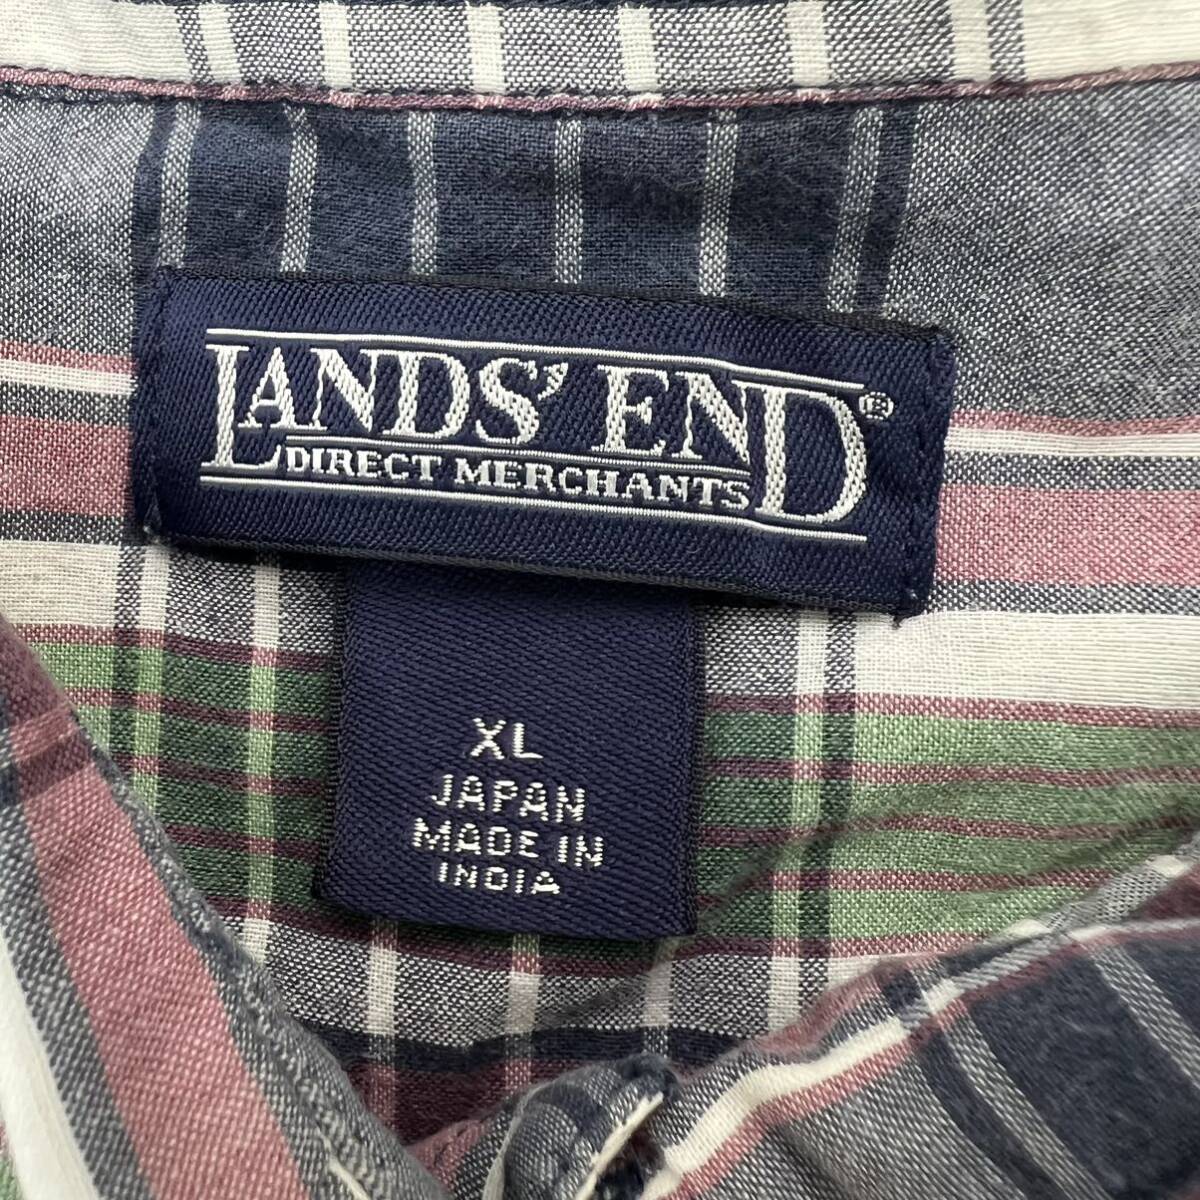 LANDS' END®
DIRECT MERCHANTS
XL
JAPAN
MADE IN
INDIA